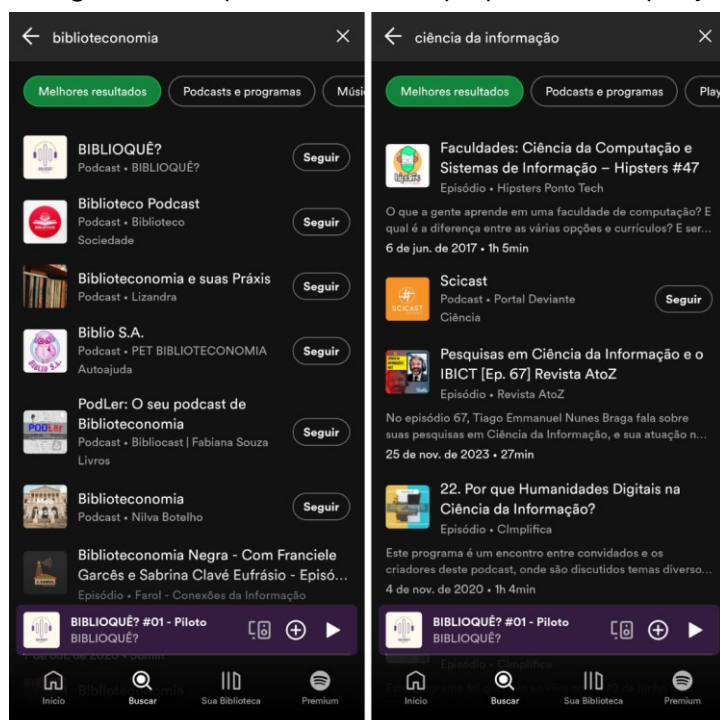 biblioteconomia
Melhores resultados
Podcasts e programas
Músi
BIBLIOQUÊ?
Podcast • BIBLIOQUÊ?
Seguir
Biblioteco Podcast
Podcast • Biblioteco
Sociedade
Seguir
Biblioteconomia e suas Práxis
Podcast • Lizandra
Seguir
Biblio S.A.
Podcast • PET BIBLIOTECONOMIA
Autoajuda
Seguir
PodLer: O seu podcast de
Biblioteconomia
Podcast • Bibliocast | Fabiana Souza
Livros
Seguir
Biblioteconomia
Podcast • Nilva Botelho
Seguir
Biblioteconomia Negra - Com Franciele
Garcês e Sabrina Clavé Eufrásio - Episó...
Episódio • Farol - Conexões da Informação
BIBLIOQUÊ? #01 - Piloto
BIBLIOQUÊ?
Biblioteconomia
Início
Buscar
Sua Biblioteca
Premium
ciência da informação
Melhores resultados
Podcasts e programas
Play
Faculdades: Ciência da Computação e
Sistemas de Informação – Hipsters #47
Episódio • Hipsters Ponto Tech
O que a gente aprende em uma faculdade de computação? E
qual é a diferença entre as várias opções e currículos? E ser...
6 de jun. de 2017 • 1h 5min
SCICAST
Scicast
Podcast • Portal Deviante
Ciência
Seguir
Pesquisas em Ciência da Informação e o
IBICT [Ep. 67] Revista AtoZ
Episódio • Revista AtoZ
No episódio 67, Tiago Emmanuel Nunes Braga fala sobre
suas pesquisas em Ciência da Informação, e sua atuação n...
25 de nov. de 2023 • 27min
22. Por que Humanidades Digitais na
Ciência da Informação?
Episódio • CImplifica
Este programa é um encontro entre convidados e os
criadores deste podcast, onde são discutidos temas diverso...
4 de nov. de 2020 • 1h 4min
BIBLIOQUÊ? #01 - Piloto
BIBLIOQUÊ?
Episódio • CImplifica
Início
Buscar
Sua Biblioteca
Premium